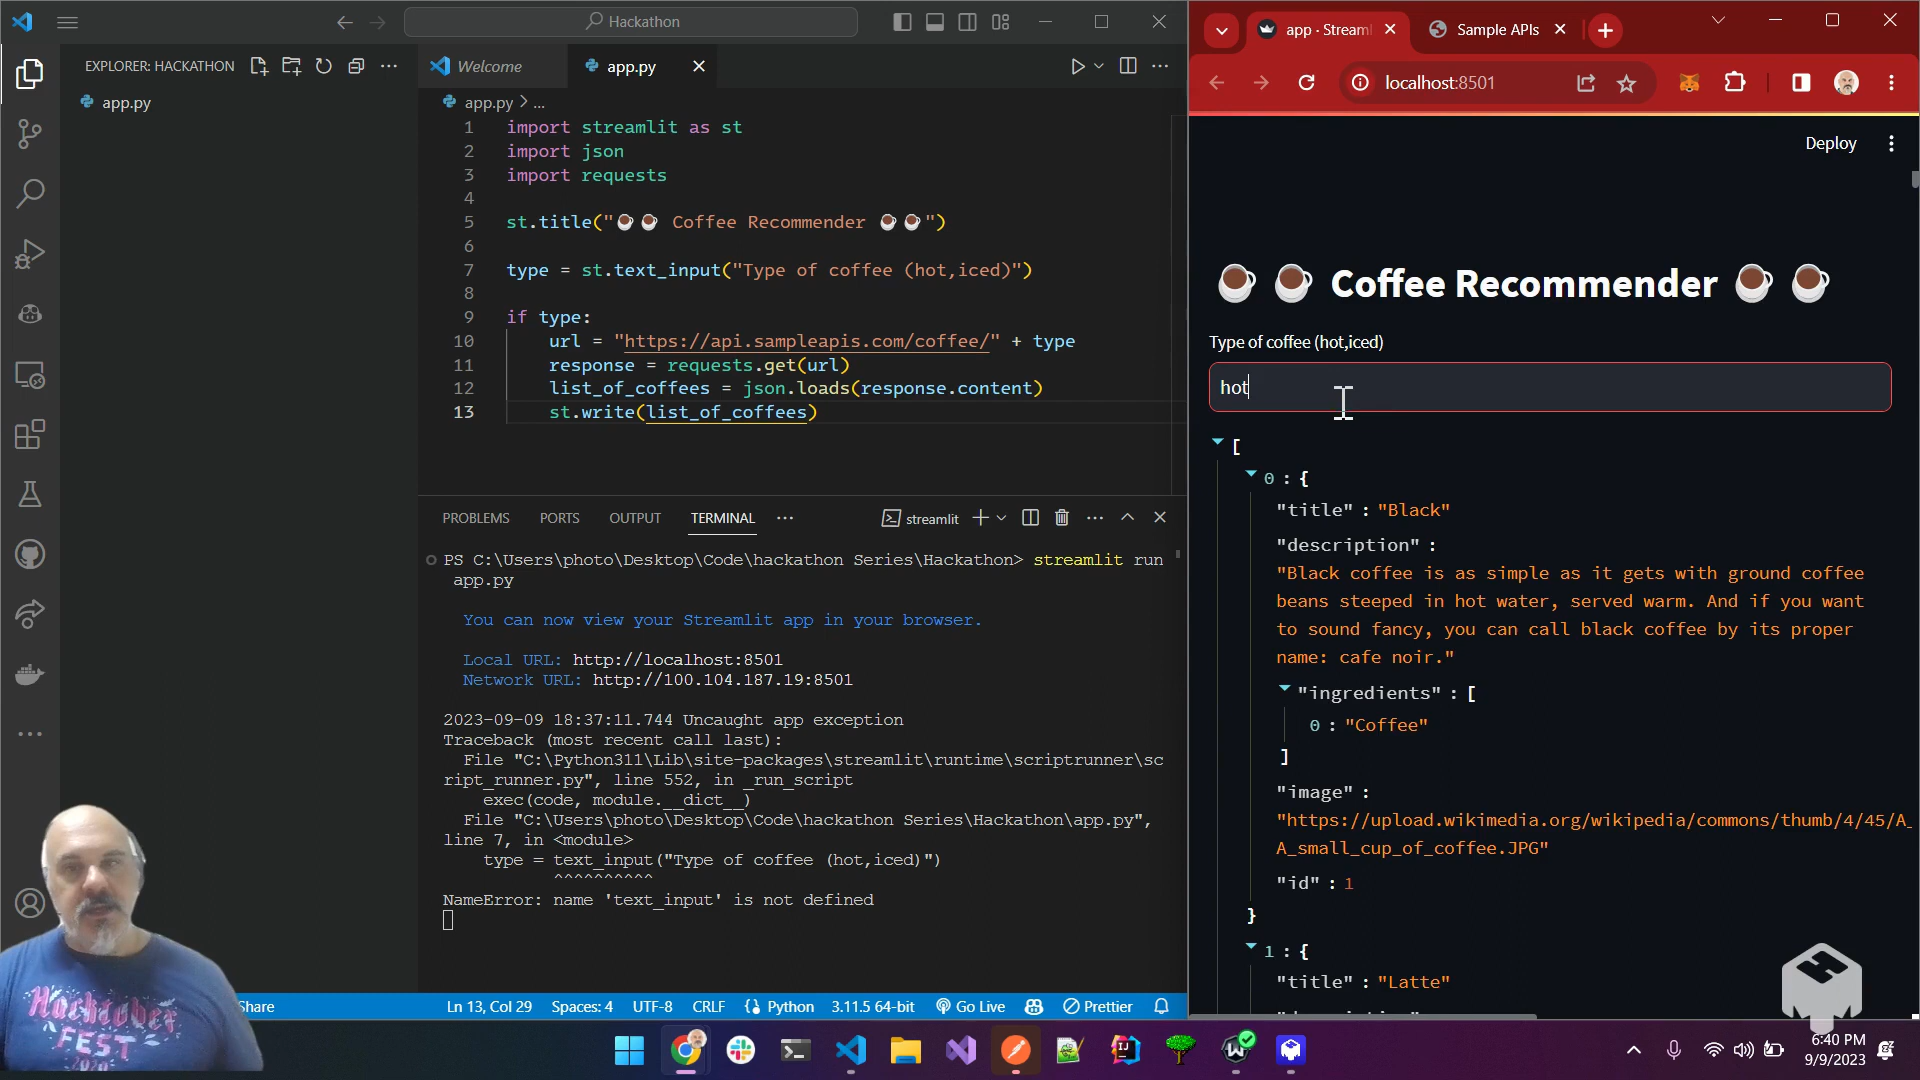 Hackathon
EXPLORER: HACKATHON
app.py
Welcome
app.py
app.py > ...
1 import streamlit as st
2 import json
3 import requests
4
5 st.title("☕☕ Coffee Recommender ☕☕")
6
7 type = st.text_input("Type of coffee (hot,iced)")
8
9 if type:
10 url = "https://api.sampleapis.com/coffee/" + type
11 response = requests.get(url)
12 list_of_coffees = json.loads(response.content)
13 st.write(list_of_coffees)
PROBLEMS PORTS OUTPUT TERMINAL ... streamlit
PS C:\Users\photo\Desktop\Code\hackathon Series\Hackathon> streamlit run
app.py
You can now view your Streamlit app in your browser.
Local URL: http://localhost:8501
Network URL: http://100.104.187.19:8501
2023-09-09 18:37:11.744 Uncaught app exception
Traceback (most recent call last):
File "C:\Python311\Lib\site-packages\streamlit\runtime\scriptrunner\sc
ript_runner.py", line 552, in _run_script
exec(code, module.__dict__)
File "C:\Users\photo\Desktop\Code\hackathon Series\Hackathon\app.py",
line 7, in <module>
type = text_input("Type of coffee (hot,iced)")
^^^^^^^^^^
NameError: name 'text_input' is not defined
Share Ln 13, Col 29 Spaces: 4 UTF-8 CRLF Python 3.11.5 64-bit Go Live Prettier
app · Stream
Sample APIs
localhost:8501
Deploy
☕ ☕ Coffee Recommender ☕ ☕
Type of coffee (hot,iced)
hot
[
0 : {
"title" : "Black"
"description" :
"Black coffee is as simple as it gets with ground coffee
beans steeped in hot water, served warm. And if you want
to sound fancy, you can call black coffee by its proper
name: cafe noir."
"ingredients" : [
0 : "Coffee"
]
"image" :
"https://upload.wikimedia.org/wikipedia/commons/thumb/4/45/A_
A_small_cup_of_coffee.JPG"
"id" : 1
}
1 : {
"title" : "Latte"
Hacktober
FEST
2020
6:40 PM
9/9/2023